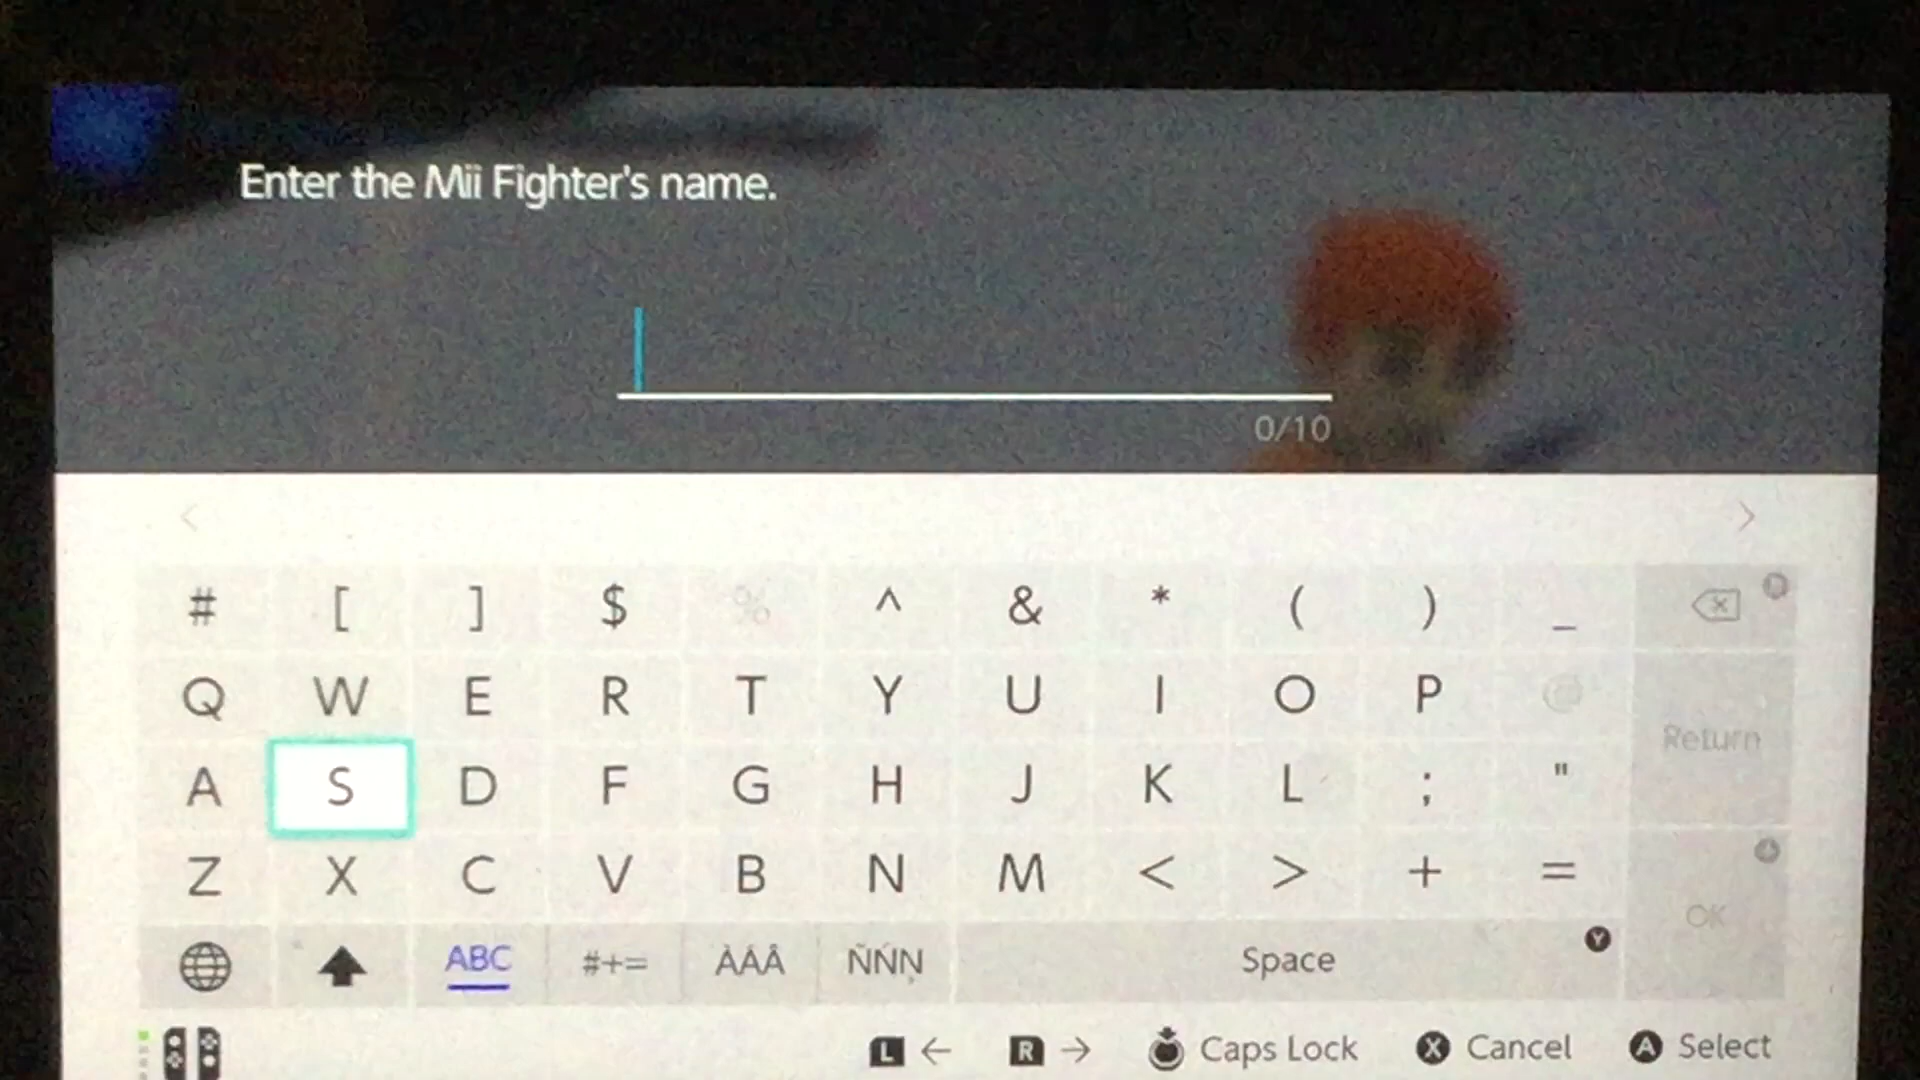 Enter the Mii Fighter's name.
0/10
# [ ] $ % ^ & * ( ) _
Q W E R T Y U I O P @
Return
A S D F G H J K L ; "
Z X C V B N M < > + =
OK
ABC #+= ÀÁÂ ÑŃŅ Space Y
L ← R → Caps Lock X Cancel A Select